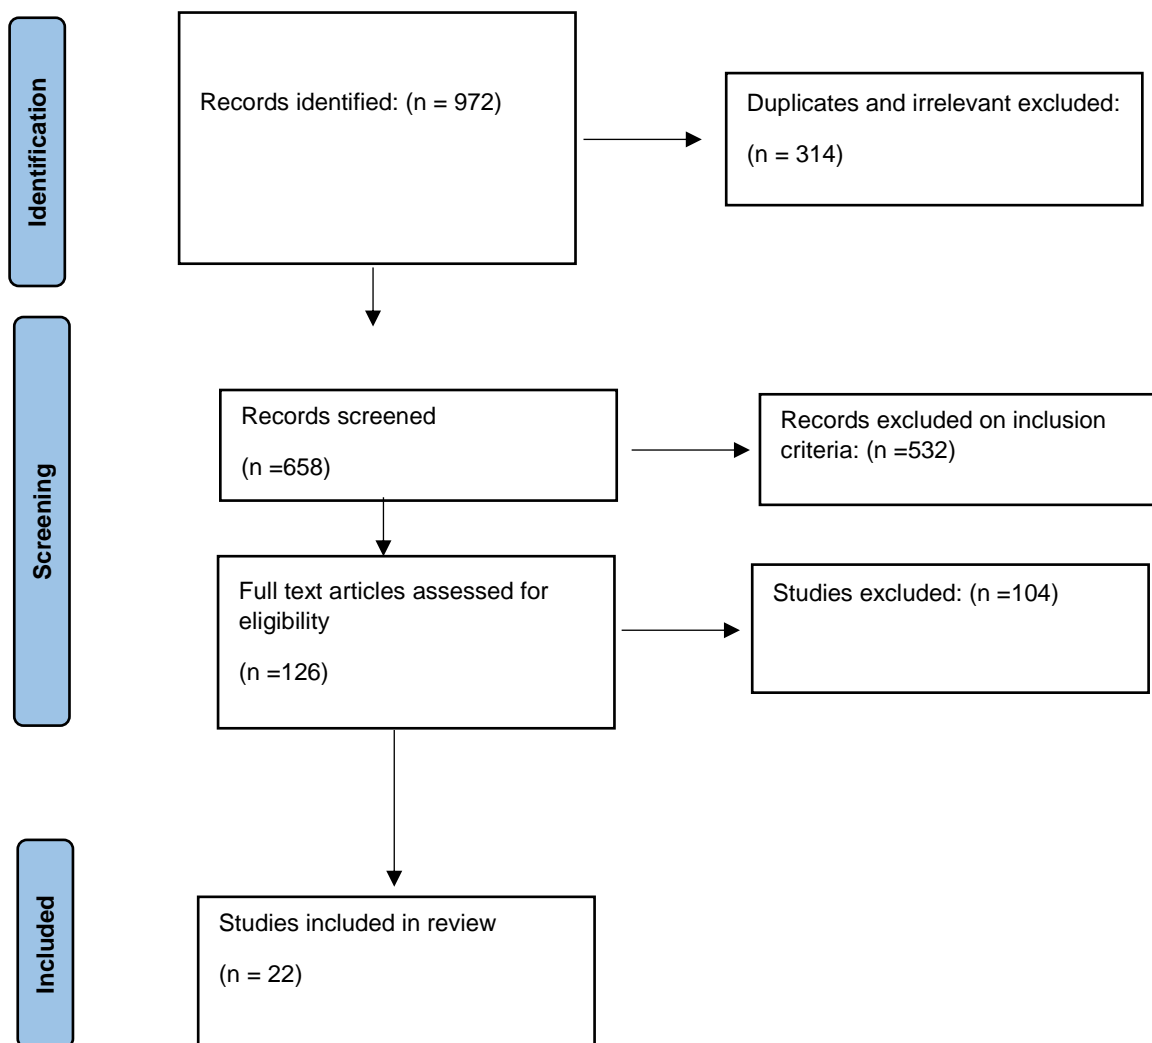 Identification
Records identified: (n = 972)
Duplicates and irrelevant excluded:
(n = 314)
Screening
Records screened
(n =658)
Records excluded on inclusion
criteria: (n =532)
Full text articles assessed for
eligibility
(n =126)
Studies excluded: (n =104)
Included
Studies included in review
(n = 22)